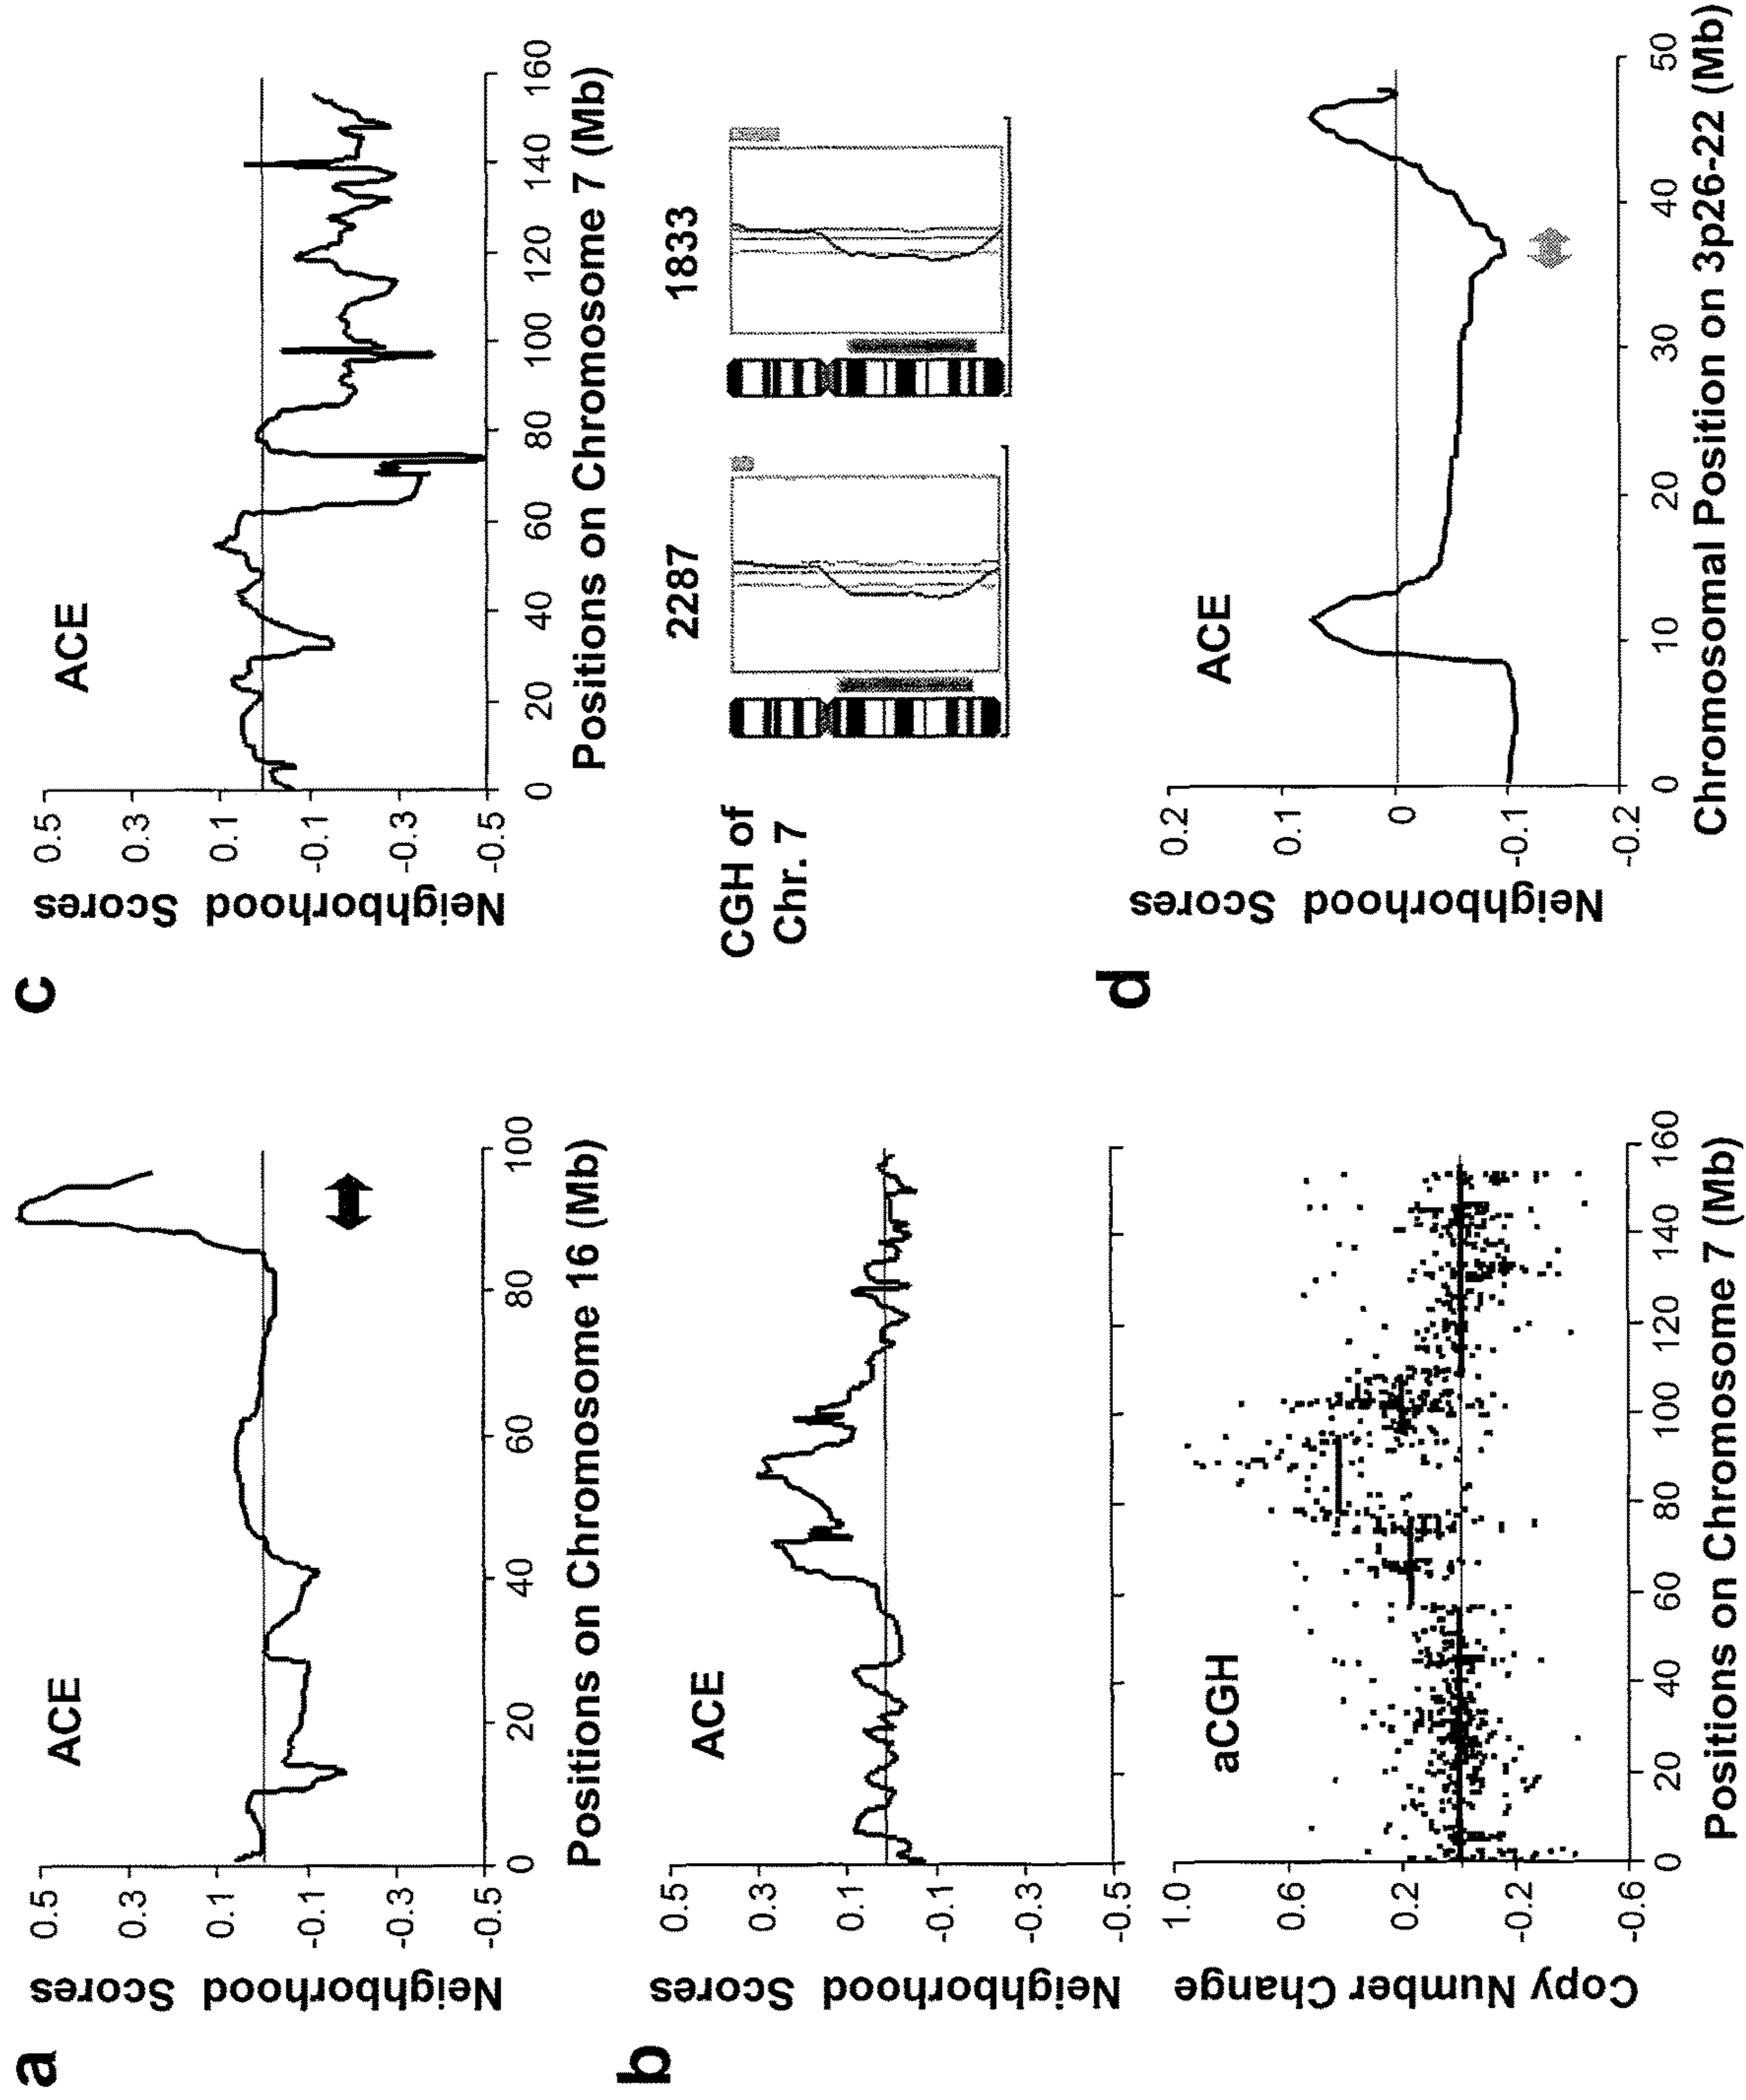 a
ACE
Neighborhood Scores
0.5
0.3
0.1
-0.1
-0.3
-0.5
0 20 40 60 80 100
Positions on Chromosome 16 (Mb)
b
ACE
Neighborhood Scores
0.5
0.3
0.1
-0.1
-0.3
-0.5
aCGH
Copy Number Change
1.0
0.6
0.2
-0.2
-0.6
0 20 40 60 80 100 120 140 160
Positions on Chromosome 7 (Mb)
c
ACE
Neighborhood Scores
0.5
0.3
0.1
-0.1
-0.3
-0.5
0 20 40 60 80 100 120 140 160
Positions on Chromosome 7 (Mb)
CGH of
Chr. 7
2287
1833
d
ACE
Neighborhood Scores
0.2
0.1
0
-0.1
-0.2
0 10 20 30 40 50
Chromosomal Position on 3p26-22 (Mb)